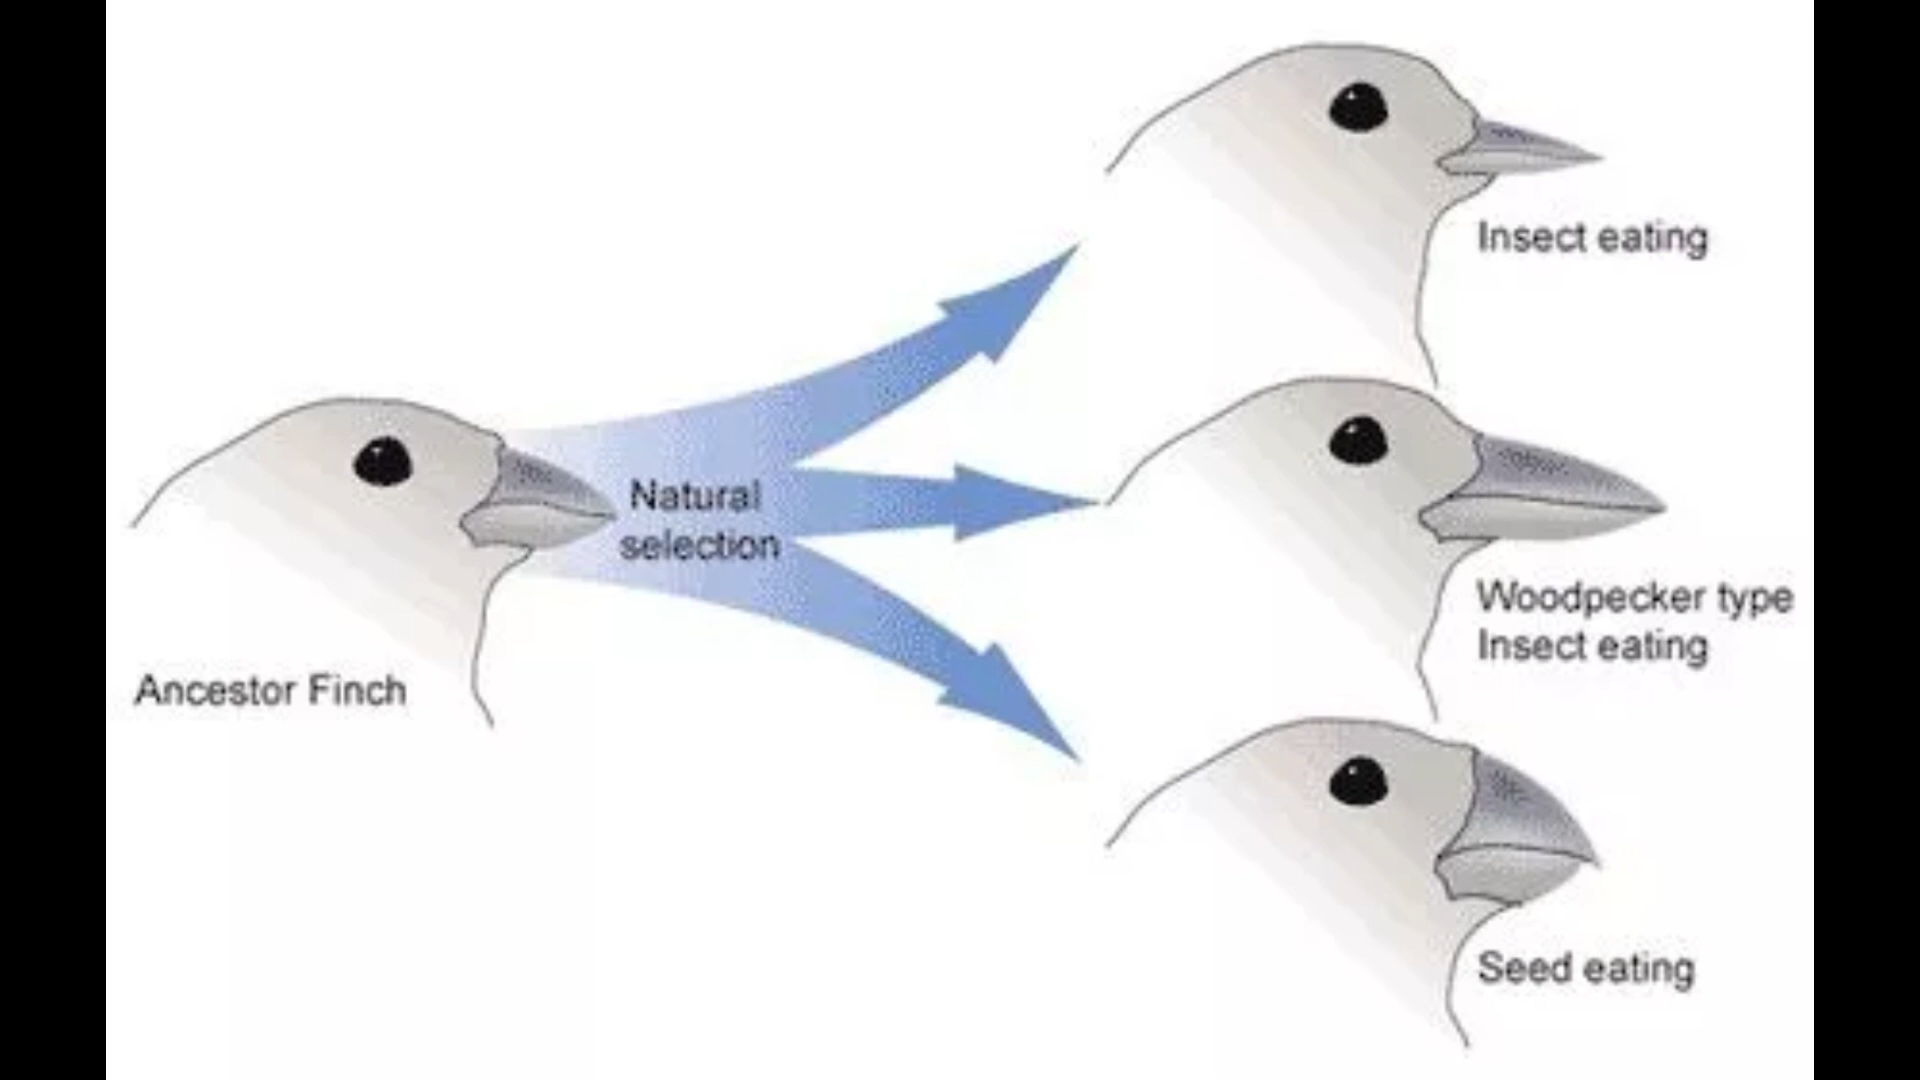 Insect eating
Natural
selection
Woodpecker type
Insect eating
Ancestor Finch
Seed eating